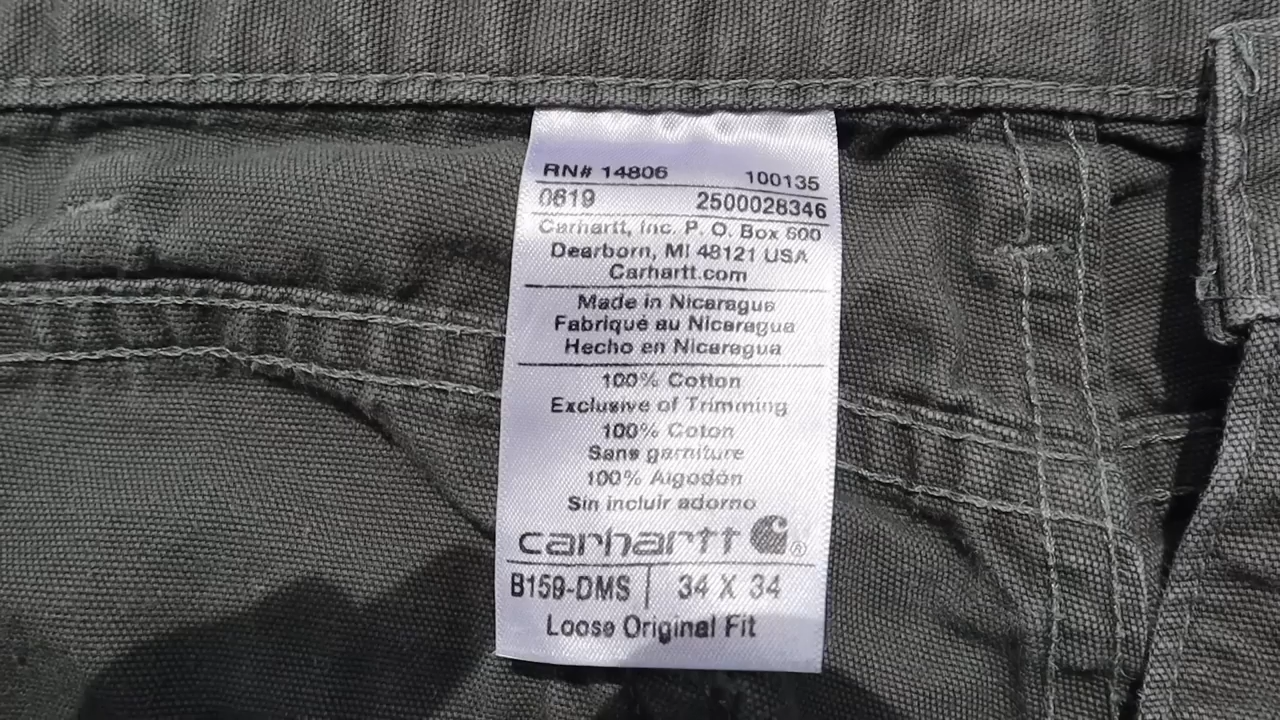 RN# 14806 100135
0619 2500028346
Carhartt, Inc. P. O. Box 600
Dearborn, MI 48121 USA
Carhartt.com
Made in Nicaragua
Fabriqué au Nicaragua
Hecho en Nicaragua
100% Cotton
Exclusive of Trimming
100% Coton
Sans garniture
100% Algodón
Sin incluir adorno
carhartt ®
B159-DMS | 34 X 34
Loose Original Fit